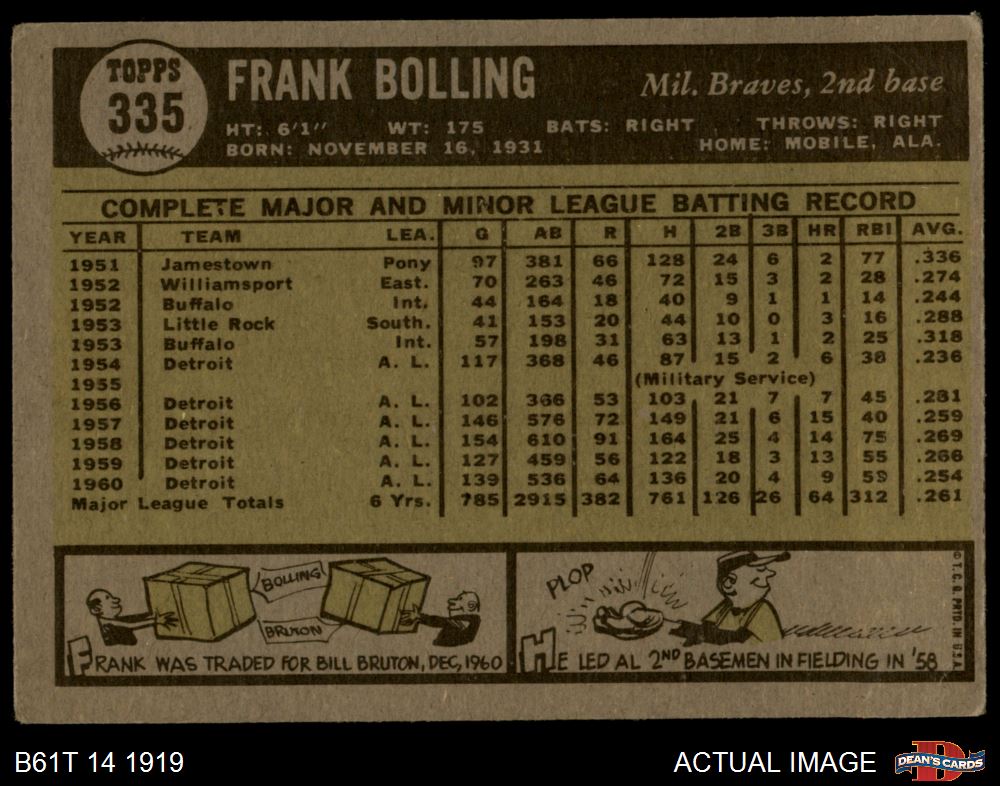 TOPPS
335
FRANK BOLLING
Mil. Braves, 2nd base
HT: 6'1" WT: 175 BATS: RIGHT THROWS: RIGHT
BORN: NOVEMBER 16, 1931 HOME: MOBILE, ALA.
COMPLETE MAJOR AND MINOR LEAGUE BATTING RECORD
YEAR TEAM LEA. G AB R H 2B 3B HR RBI AVG.
1951 Jamestown Pony 97 381 66 128 24 6 2 77 .336
1952 Williamsport East. 70 263 46 72 15 3 2 28 .274
1952 Buffalo Int. 44 164 18 40 9 1 1 14 .244
1953 Little Rock South. 41 153 20 44 10 0 3 16 .288
1953 Buffalo Int. 57 198 31 63 13 1 2 25 .318
1954 Detroit A. L. 117 368 46 87 15 2 6 38 .236
1955 (Military Service)
1956 Detroit A. L. 102 366 53 103 21 7 7 45 .281
1957 Detroit A. L. 146 576 72 149 21 6 15 40 .259
1958 Detroit A. L. 154 610 91 164 25 4 14 75 .269
1959 Detroit A. L. 127 459 56 122 18 3 13 55 .266
1960 Detroit A. L. 139 536 64 136 20 4 9 59 .254
Major League Totals 6 Yrs. 785 2915 382 761 126 26 64 312 .261
BOLLING
BRUTON
FRANK WAS TRADED FOR BILL BRUTON, DEC, 1960
PLOP
HE LED AL 2ND BASEMEN IN FIELDING IN '58
© T. C. G. PRTD. IN U.S.A.
B61T 14 1919
ACTUAL IMAGE
D
DEAN'S CARDS